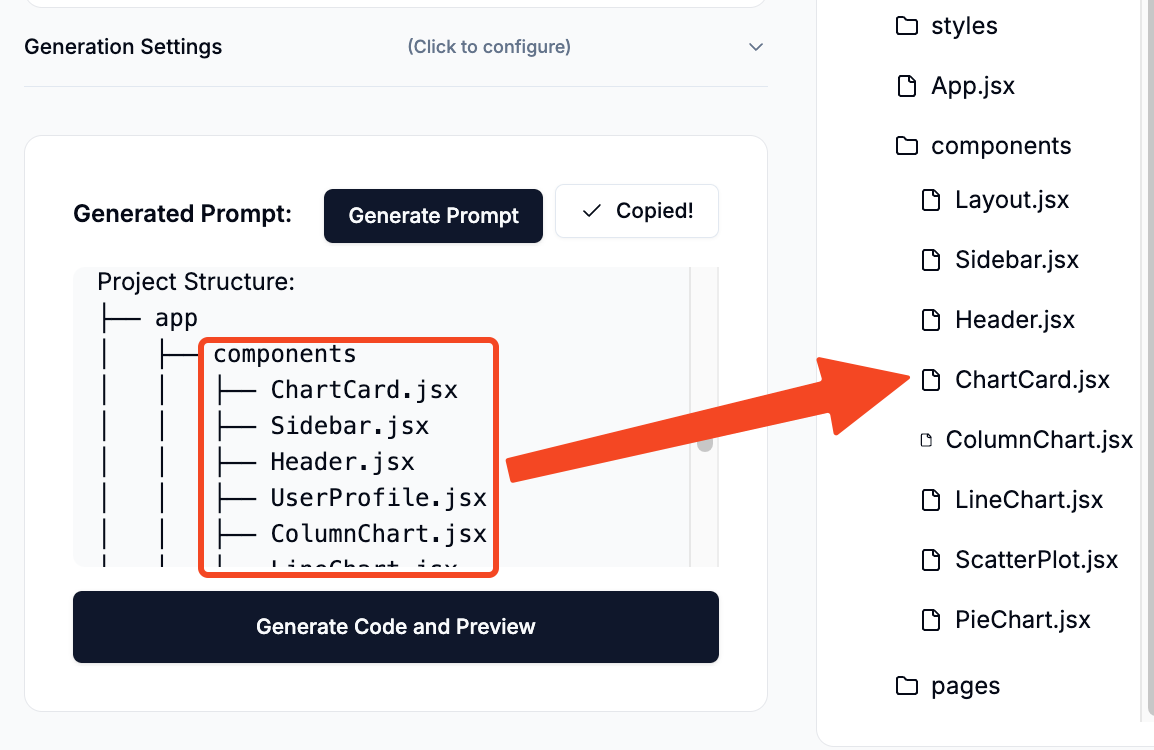 Generation Settings
(Click to configure)
Generated Prompt:
Generate Prompt
Copied!
Project Structure:
├── app
│   ├── components
│   │   ├── ChartCard.jsx
│   │   ├── Sidebar.jsx
│   │   ├── Header.jsx
│   │   ├── UserProfile.jsx
│   │   ├── ColumnChart.jsx
│   │   ├── LineChart.jsx
Generate Code and Preview
styles
App.jsx
components
Layout.jsx
Sidebar.jsx
Header.jsx
ChartCard.jsx
ColumnChart.jsx
LineChart.jsx
ScatterPlot.jsx
PieChart.jsx
pages